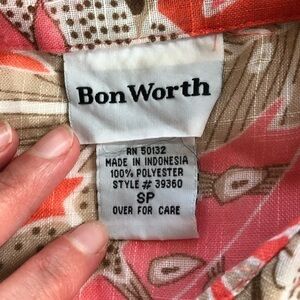 Bon Worth
RN 50132
MADE IN INDONESIA
100% POLYESTER
STYLE # 39360
SP
OVER FOR CARE